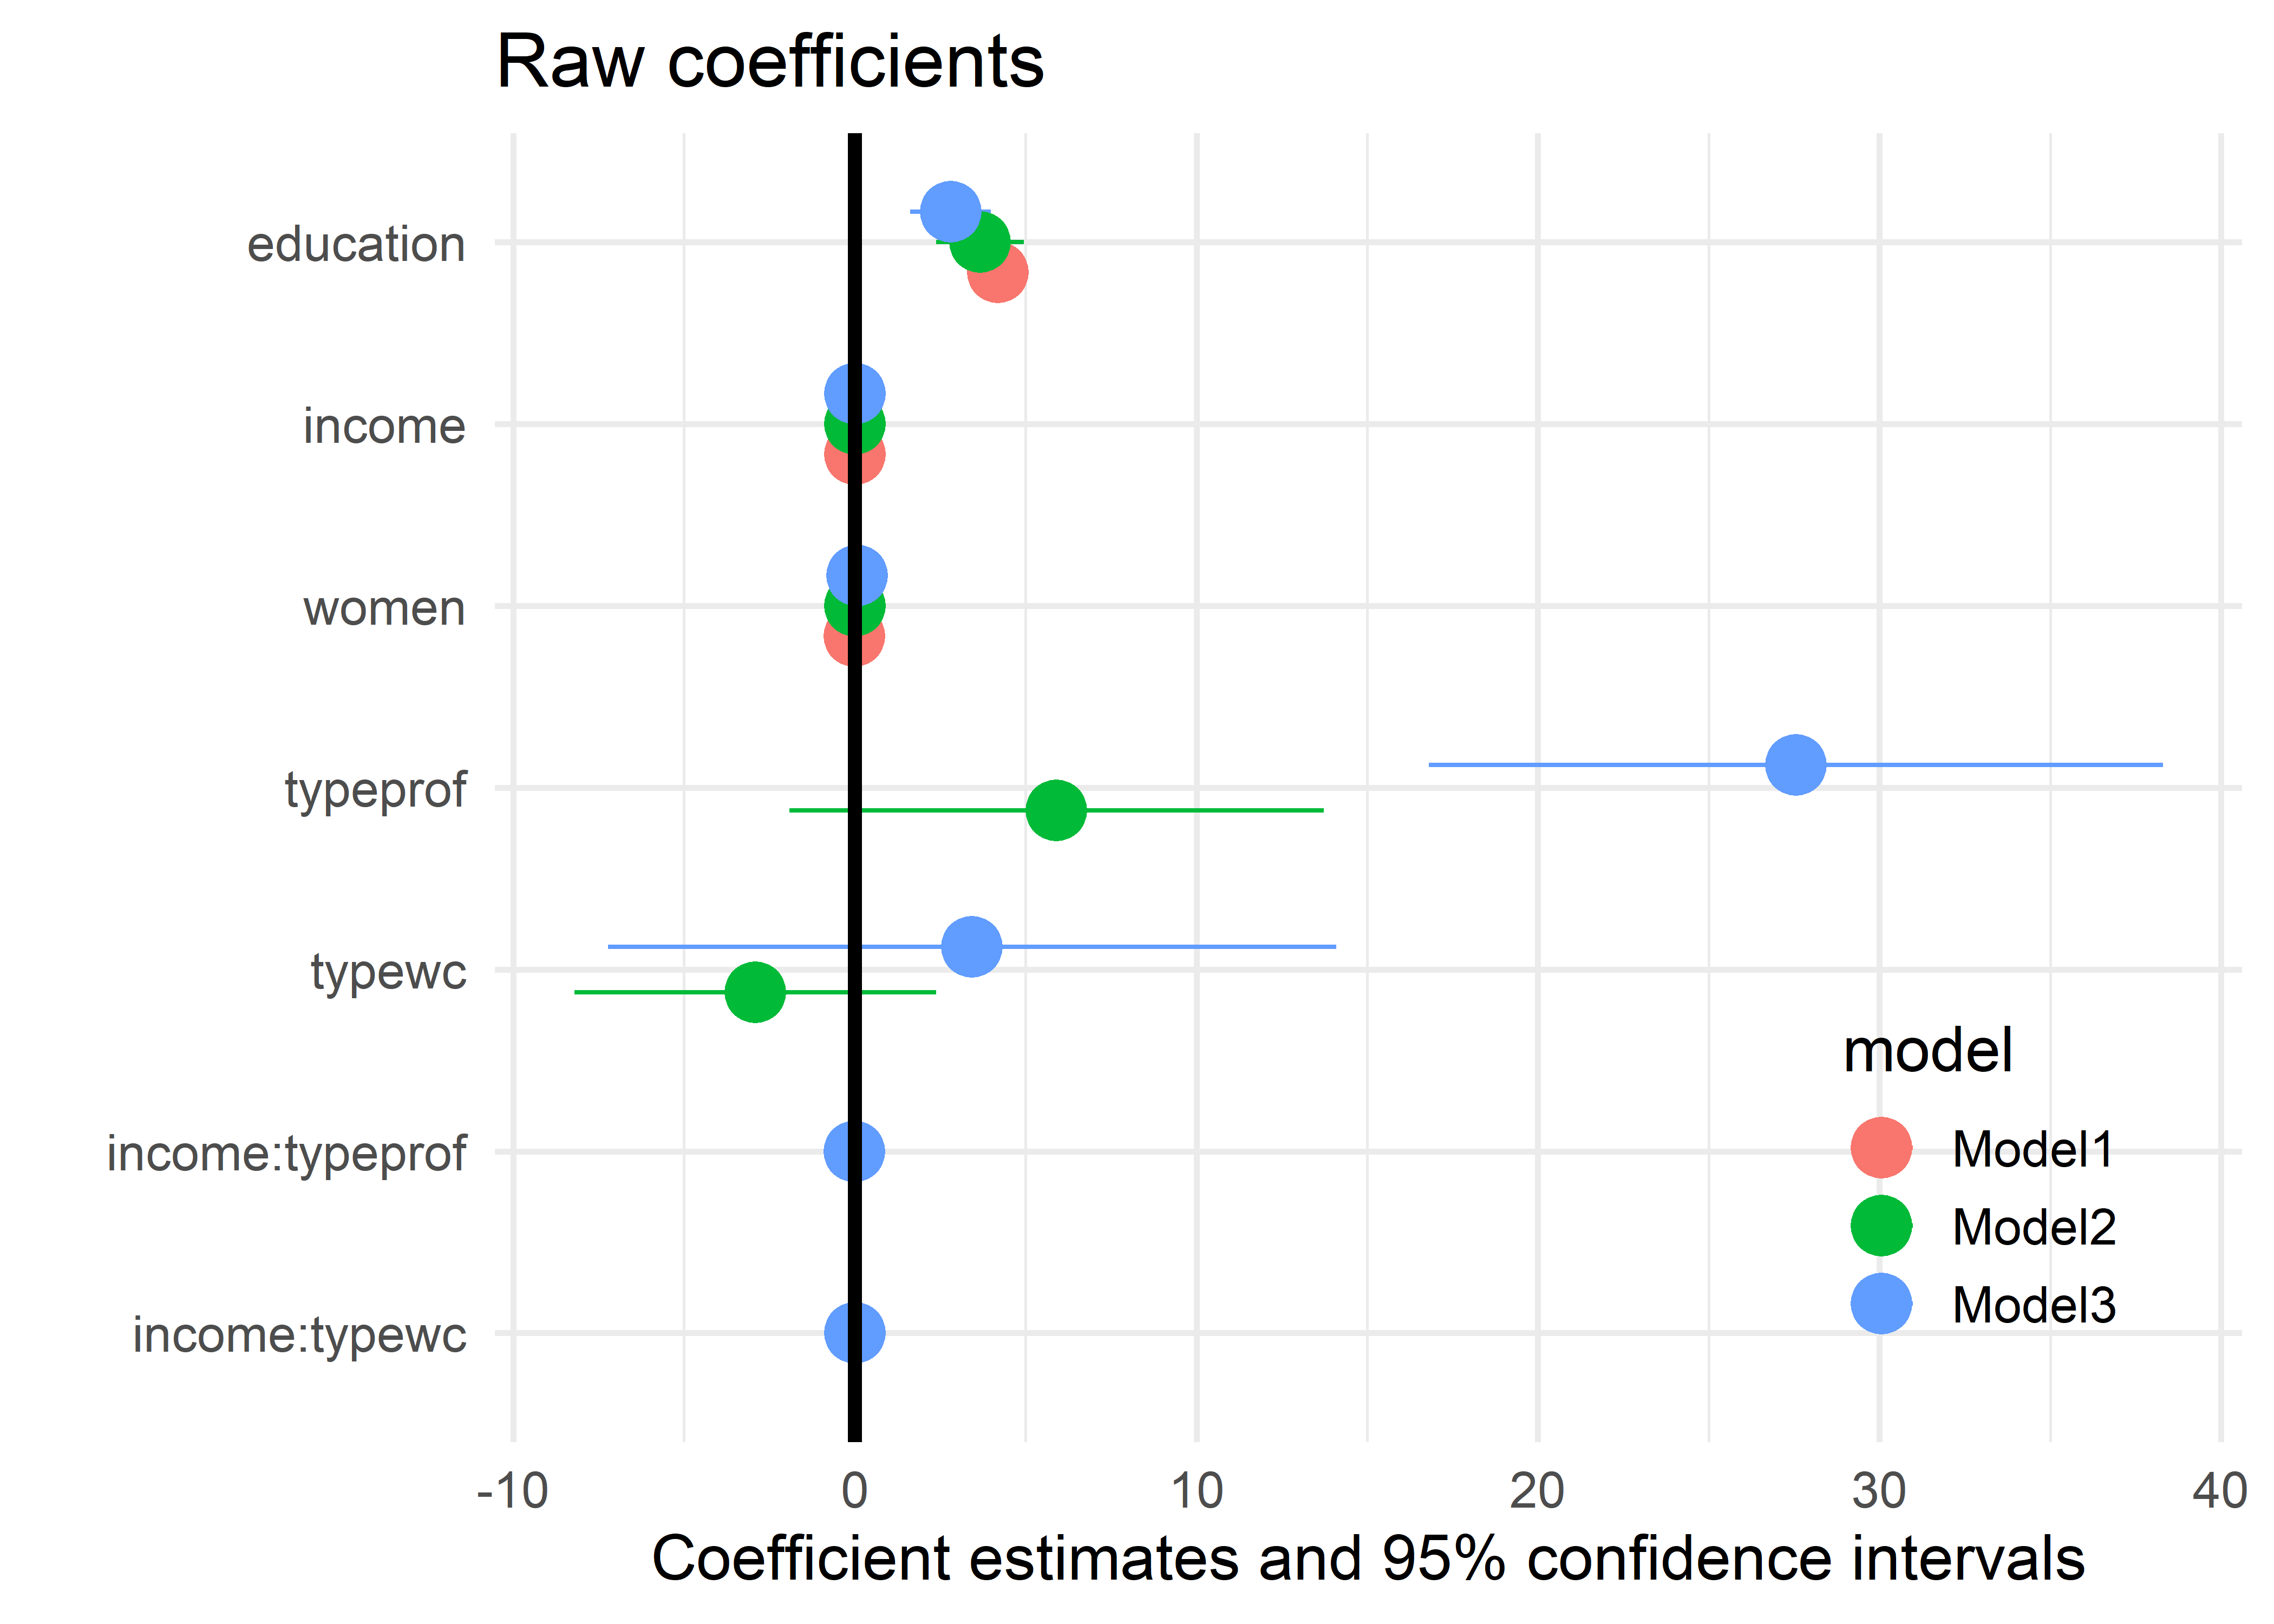 Raw coefficients
education
income
women
typeprof
typewc
income:typeprof
income:typewc
model
Model1
Model2
Model3
-10 0 10 20 30 40
Coefficient estimates and 95% confidence intervals